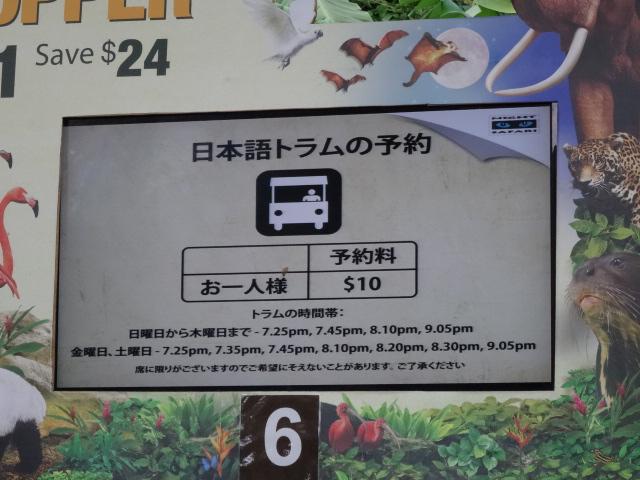 OPPER
1 Save $24
NIGHT
SAFARI
日本語トラムの予約
予約料
お一人様 $10
トラムの時間帯:
日曜日から木曜日まで - 7.25pm, 7.45pm, 8.10pm, 9.05pm
金曜日、土曜日 - 7.25pm, 7.35pm, 7.45pm, 8.10pm, 8.20pm, 8.30pm, 9.05pm
席に限りがございますのでご希望にそえないことがあります。ご了承ください
6